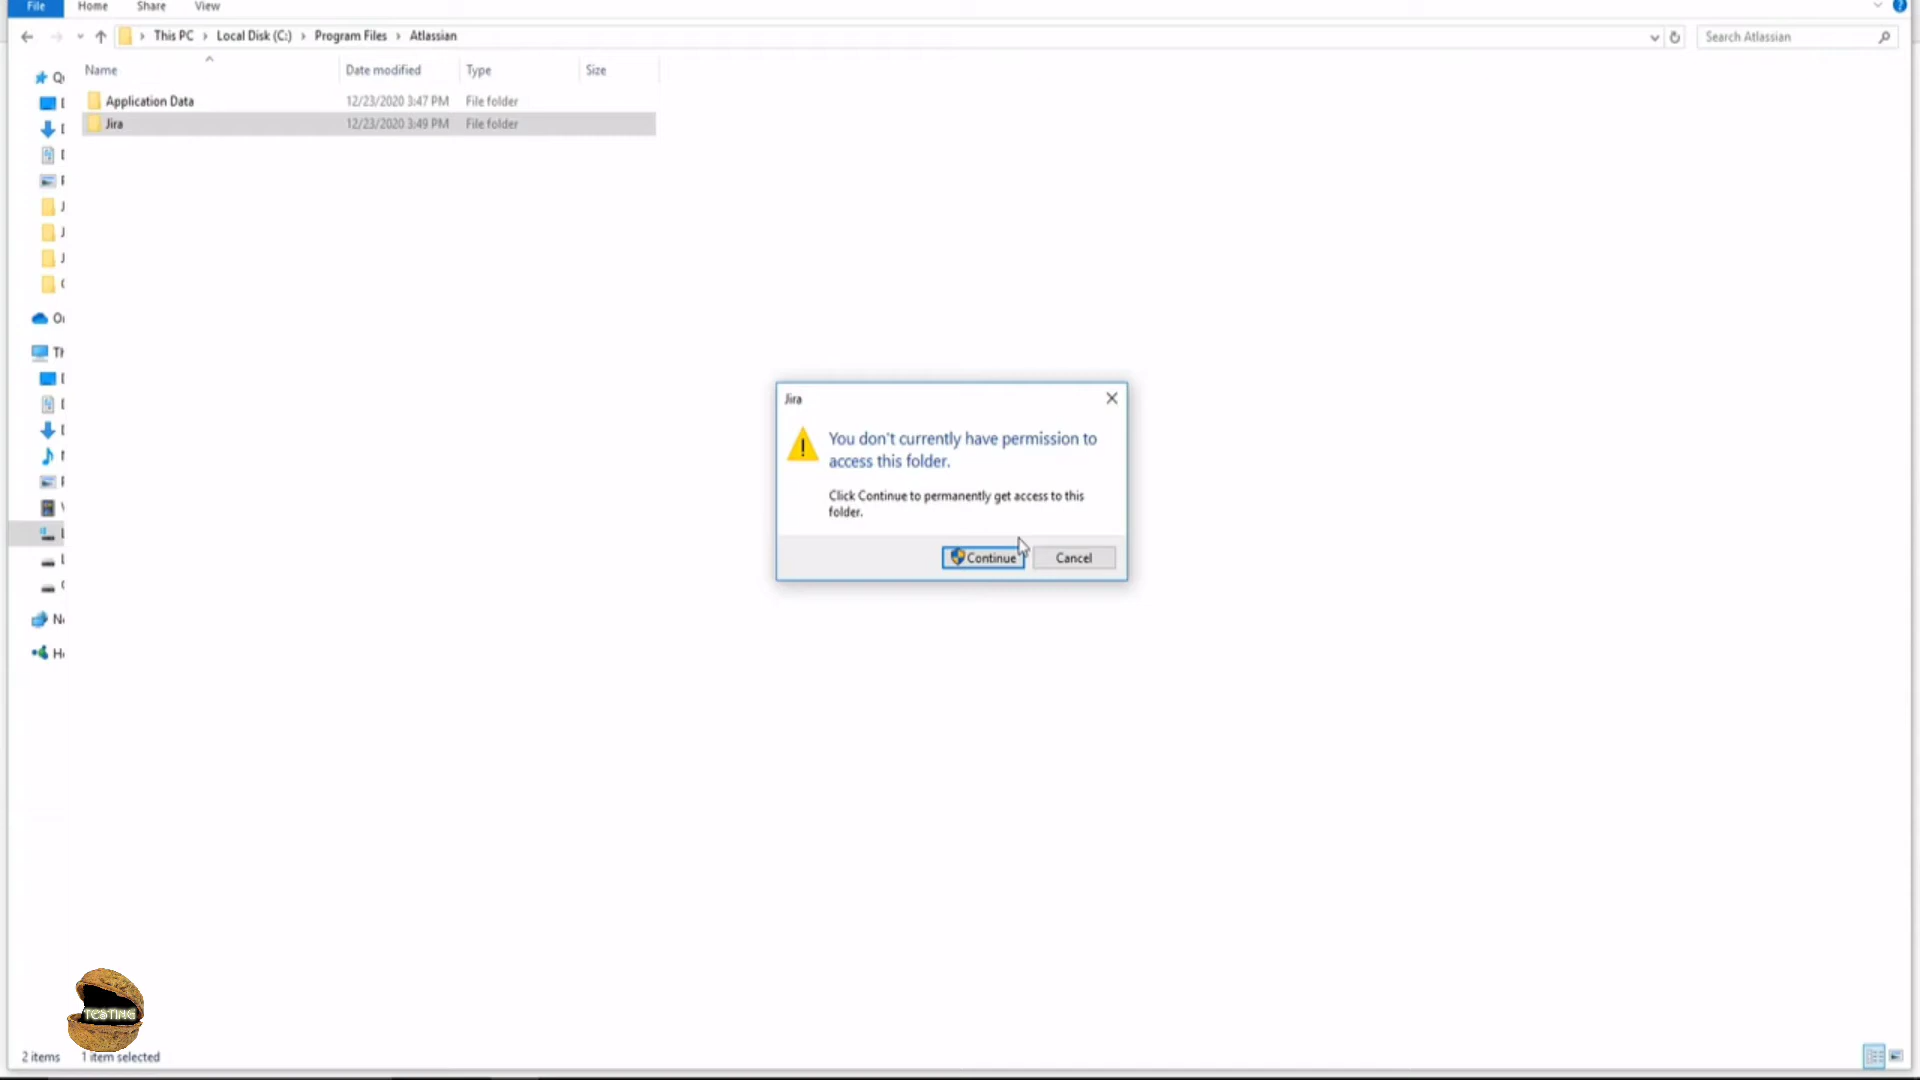 File Home Share View
This PC > Local Disk (C:) > Program Files > Atlassian
Search Atlassian
Name Date modified Type Size
Application Data 12/23/2020 3:47 PM File folder
Jira 12/23/2020 3:49 PM File folder
Jira
You don't currently have permission to
access this folder.
Click Continue to permanently get access to this
folder.
Continue Cancel
TESTING
2 items 1 item selected